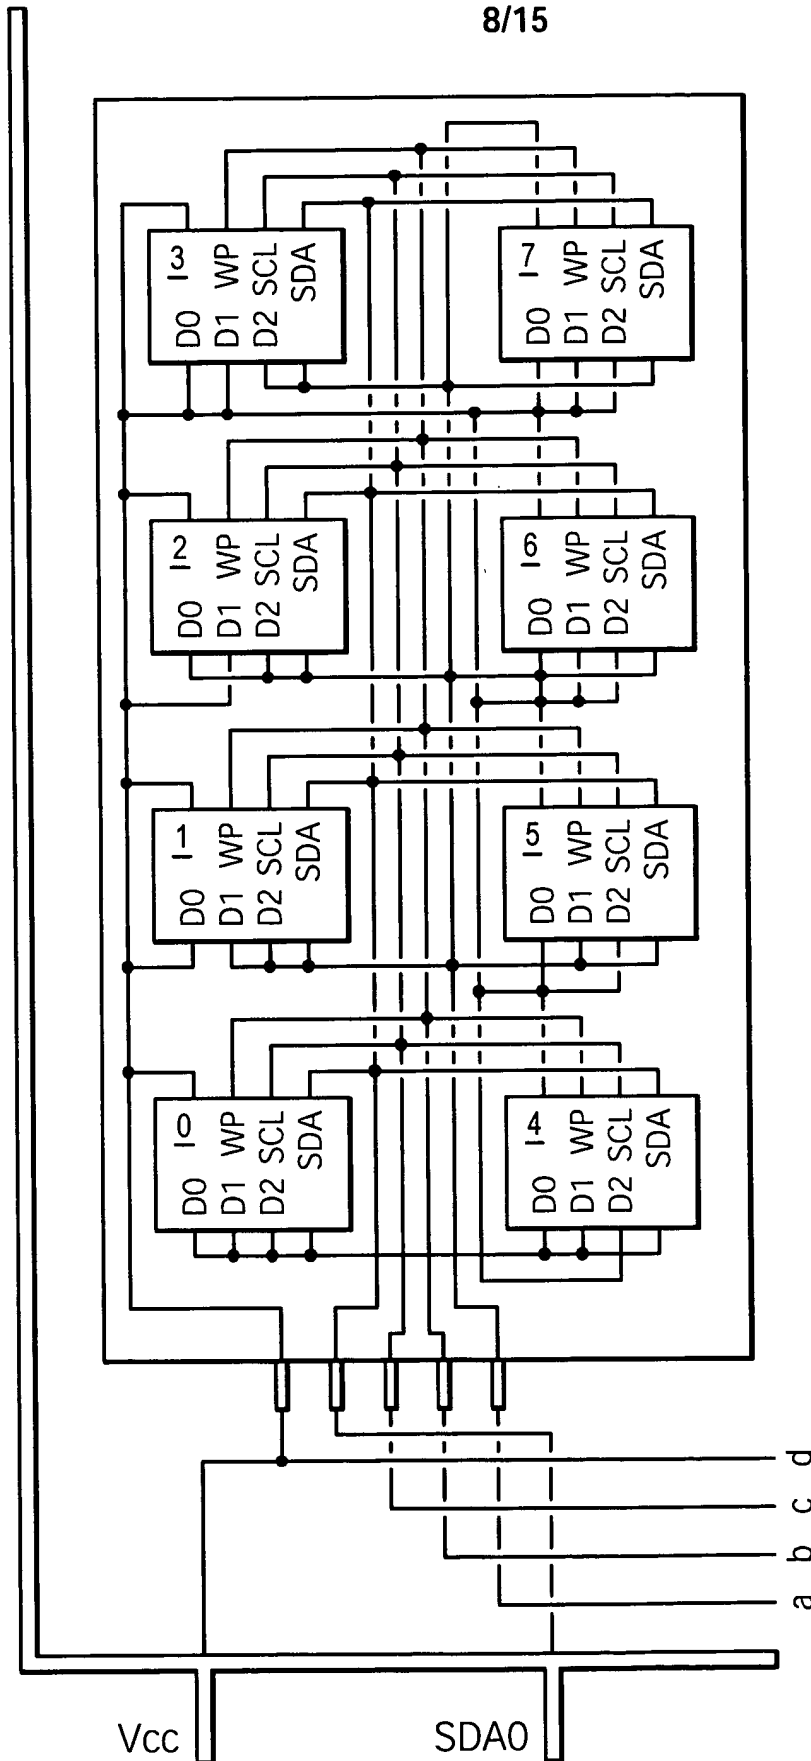 8/15
3 WP SCL SDA
D0 D1 D2
7 WP SCL SDA
D0 D1 D2
2 WP SCL SDA
D0 D1 D2
6 WP SCL SDA
D0 D1 D2
1 WP SCL SDA
D0 D1 D2
5 WP SCL SDA
D0 D1 D2
0 WP SCL SDA
D0 D1 D2
4 WP SCL SDA
D0 D1 D2
d
c
b
a
Vcc
SDA0